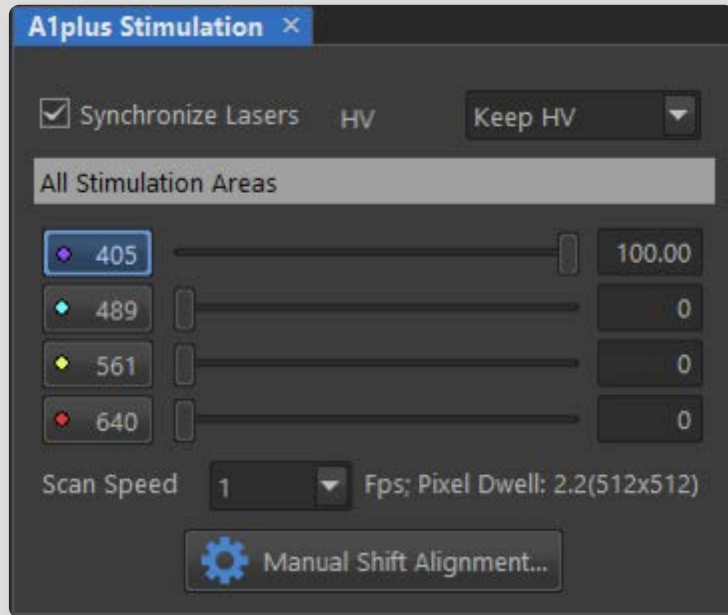 A1plus Stimulation ×
Synchronize Lasers HV Keep HV
All Stimulation Areas
405 100.00
489 0
561 0
640 0
Scan Speed 1 Fps; Pixel Dwell: 2.2(512x512)
Manual Shift Alignment...